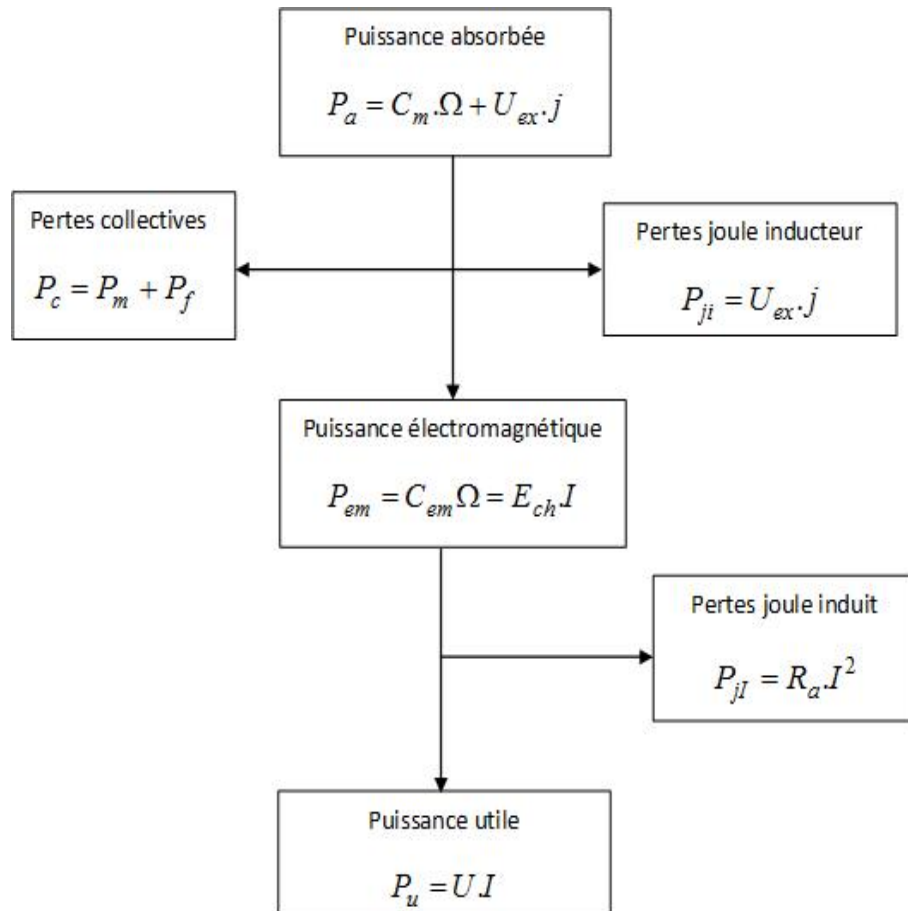 Puissance absorbée
P_a = C_m.Ω + U_ex.j
Pertes collectives
P_c = P_m + P_f
Pertes joule inducteur
P_ji = U_ex.j
Puissance électromagnétique
P_em = C_em Ω = E_ch.I
Pertes joule induit
P_jI = R_a.I²
Puissance utile
P_u = U.I